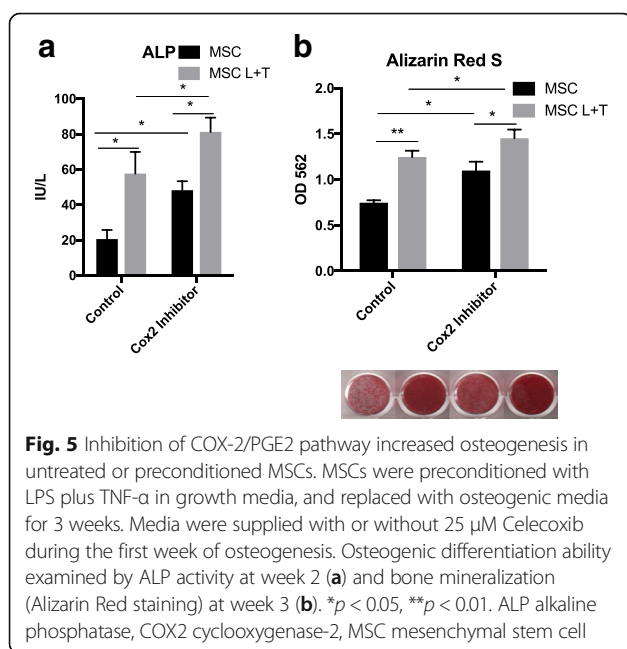 a
ALP
MSC
MSC L+T
100
80
60
40
20
0
IU/L
*
*
*
*
Control
Cox2 Inhibitor
b
Alizarin Red S
MSC
MSC L+T
2.0
1.5
1.0
0.5
0.0
OD 562
*
*
**
*
Control
Cox2 Inhibitor
Fig. 5 Inhibition of COX-2/PGE2 pathway increased osteogenesis in
untreated or preconditioned MSCs. MSCs were preconditioned with
LPS plus TNF-α in growth media, and replaced with osteogenic media
for 3 weeks. Media were supplied with or without 25 μM Celecoxib
during the first week of osteogenesis. Osteogenic differentiation ability
examined by ALP activity at week 2 (a) and bone mineralization
(Alizarin Red staining) at week 3 (b). *p < 0.05, **p < 0.01. ALP alkaline
phosphatase, COX2 cyclooxygenase-2, MSC mesenchymal stem cell